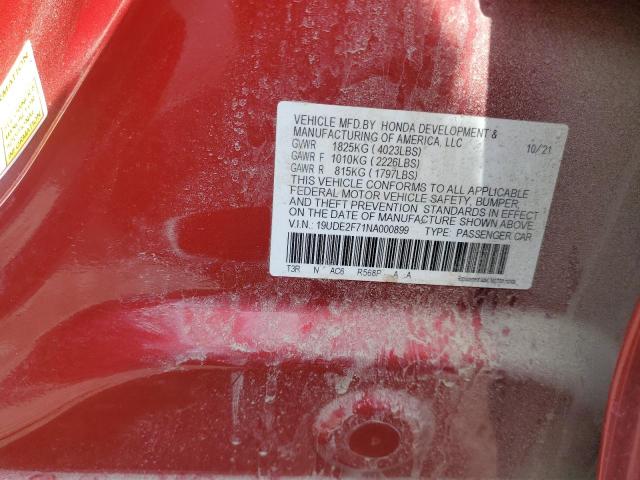 VEHICLE MFD.BY HONDA DEVELOPMENT &
MANUFACTURING OF AMERICA, LLC 10/21
GVWR 1825KG ( 4023LBS)
GAWR F 1010KG ( 2226LBS)
GAWR R 815KG ( 1797LBS)
THIS VEHICLE CONFORMS TO ALL APPLICABLE
FEDERAL MOTOR VEHICLE SAFETY, BUMPER,
AND THEFT PREVENTION STANDARDS IN EFFECT
ON THE DATE OF MANUFACTURE SHOWN ABOVE.
V.I.N.: 19UDE2F71NA000899 TYPE: PASSENGER CAR
T3R N AC6 R568P A A